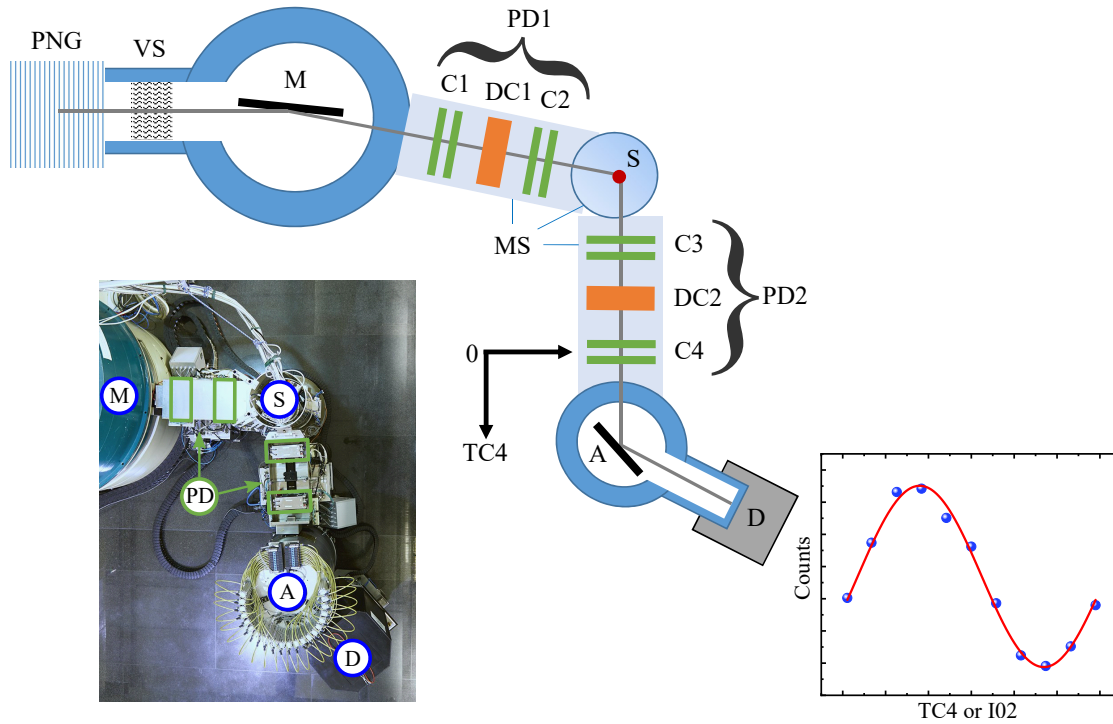 PNG
VS
M
PD1
C1
DC1
C2
S
MS
C3
DC2
PD2
C4
0
TC4
A
D
M
S
PD
A
D
Counts
TC4 or I02